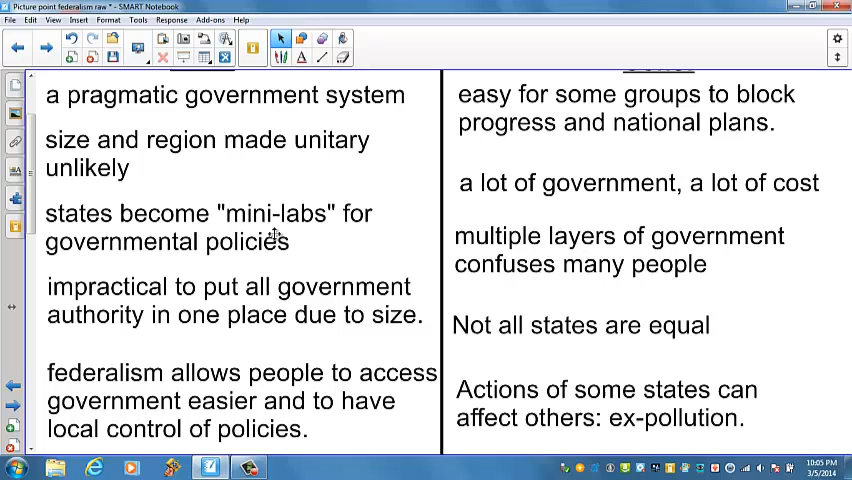 Picture point federalism raw * - SMART Notebook
File Edit View Insert Format Tools Response Add-ons Help
a pragmatic government system
size and region made unitary
unlikely
states become "mini-labs" for
governmental policies
impractical to put all government
authority in one place due to size.
federalism allows people to access
government easier and to have
local control of policies.
easy for some groups to block
progress and national plans.
a lot of government, a lot of cost
multiple layers of government
confuses many people
Not all states are equal
Actions of some states can
affect others: ex-pollution.
10:05 PM
3/5/2014